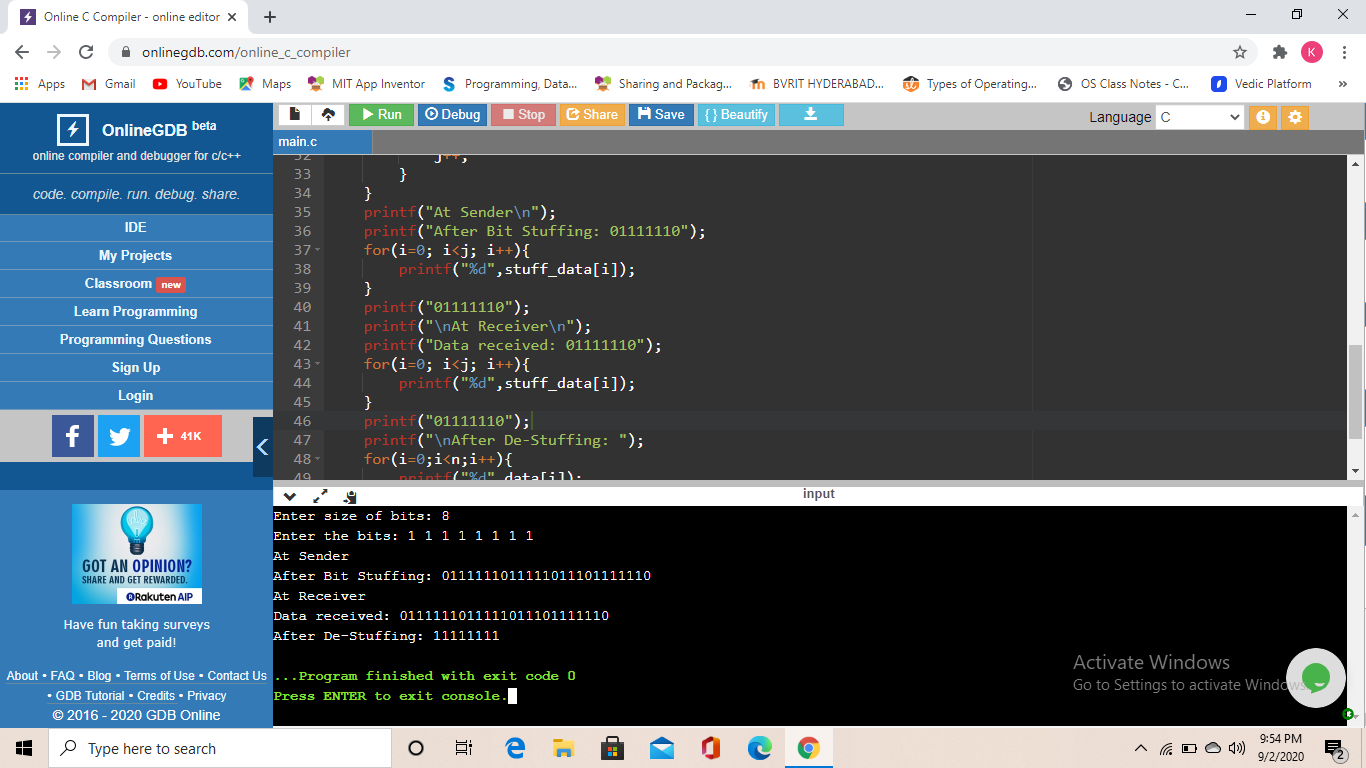 Online C Compiler - online editor
onlinegdb.com/online_c_compiler
K
Apps Gmail YouTube Maps MIT App Inventor Programming, Data... Sharing and Packag... BVRIT HYDERABAD... Types of Operating... OS Class Notes - C... Vedic Platform »
OnlineGDB beta
online compiler and debugger for c/c++
code. compile. run. debug. share.
IDE
My Projects
Classroom new
Learn Programming
Programming Questions
Sign Up
Login
f + 41K
GOT AN OPINION?
SHARE AND GET REWARDED.
Rakuten AIP
Have fun taking surveys
and get paid!
About • FAQ • Blog • Terms of Use • Contact Us
• GDB Tutorial • Credits • Privacy
© 2016 - 2020 GDB Online
Run Debug Stop Share Save { } Beautify
Language C
main.c
32 j++;
33 }
34 }
35 printf("At Sender\n");
36 printf("After Bit Stuffing: 01111110");
37 for(i=0; i<j; i++){
38 printf("%d",stuff_data[i]);
39 }
40 printf("01111110");
41 printf("\nAt Receiver\n");
42 printf("Data received: 01111110");
43 for(i=0; i<j; i++){
44 printf("%d",stuff_data[i]);
45 }
46 printf("01111110");
47 printf("\nAfter De-Stuffing: ");
48 for(i=0;i<n;i++){
49 printf("%d",data[i]);
input
Enter size of bits: 8
Enter the bits: 1 1 1 1 1 1 1 1
At Sender
After Bit Stuffing: 0111111011111011101111110
At Receiver
Data received: 0111111011111011101111110
After De-Stuffing: 11111111
...Program finished with exit code 0
Press ENTER to exit console.
Activate Windows
Go to Settings to activate Windows.
Type here to search
9:54 PM
9/2/2020
2